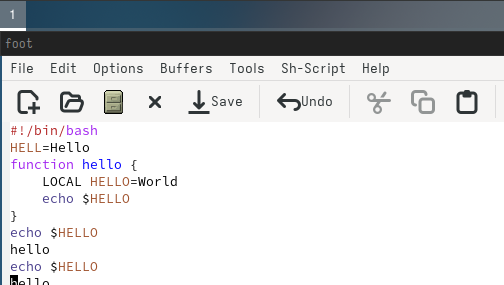 1
foot
File Edit Options Buffers Tools Sh-Script Help
Save Undo
#!/bin/bash
HELL=Hello
function hello {
    LOCAL HELLO=World
    echo $HELLO
}
echo $HELLO
hello
echo $HELLO
hello